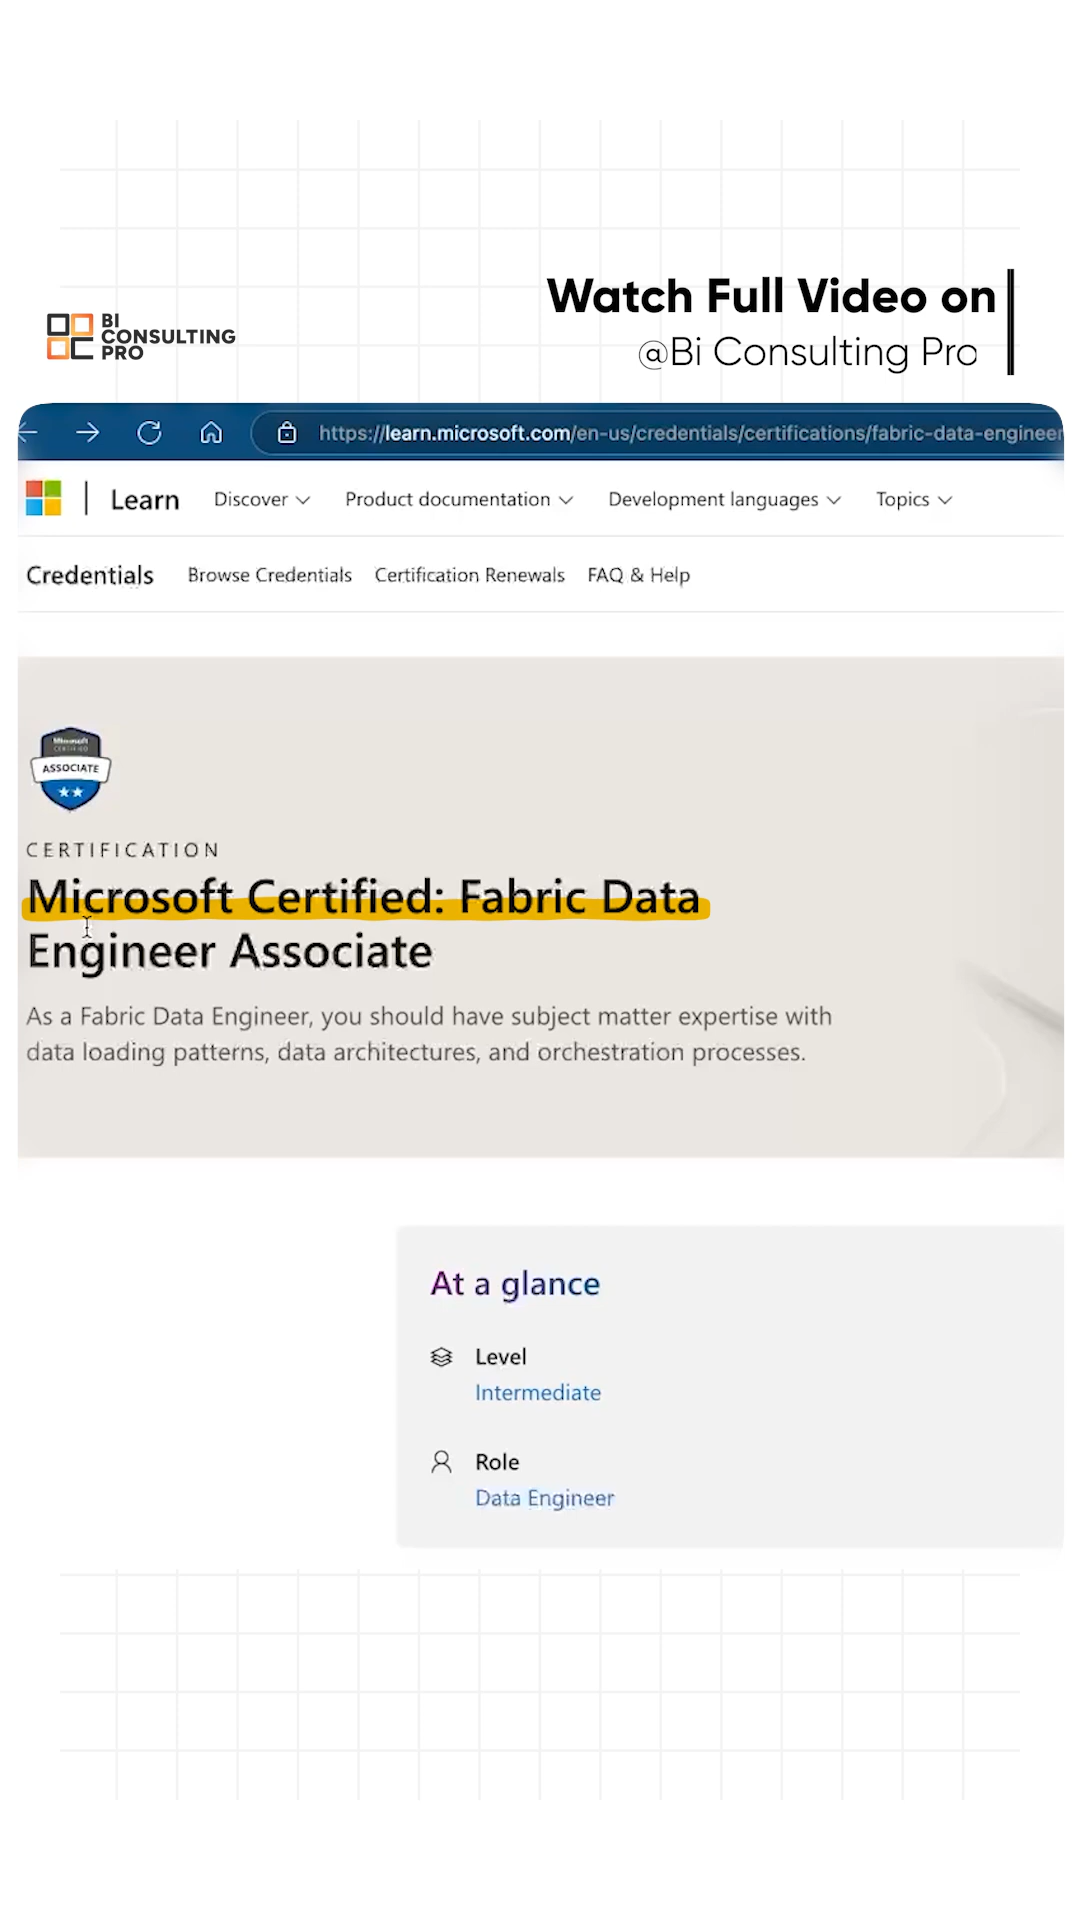 BI
CONSULTING
PRO
Watch Full Video on
@Bi Consulting Pro
https://learn.microsoft.com/en-us/credentials/certifications/fabric-data-engineer
Learn Discover Product documentation Development languages Topics
Credentials Browse Credentials Certification Renewals FAQ & Help
Microsoft
CERTIFIED
ASSOCIATE
CERTIFICATION
Microsoft Certified: Fabric Data
Engineer Associate
As a Fabric Data Engineer, you should have subject matter expertise with
data loading patterns, data architectures, and orchestration processes.
At a glance
Level
Intermediate
Role
Data Engineer